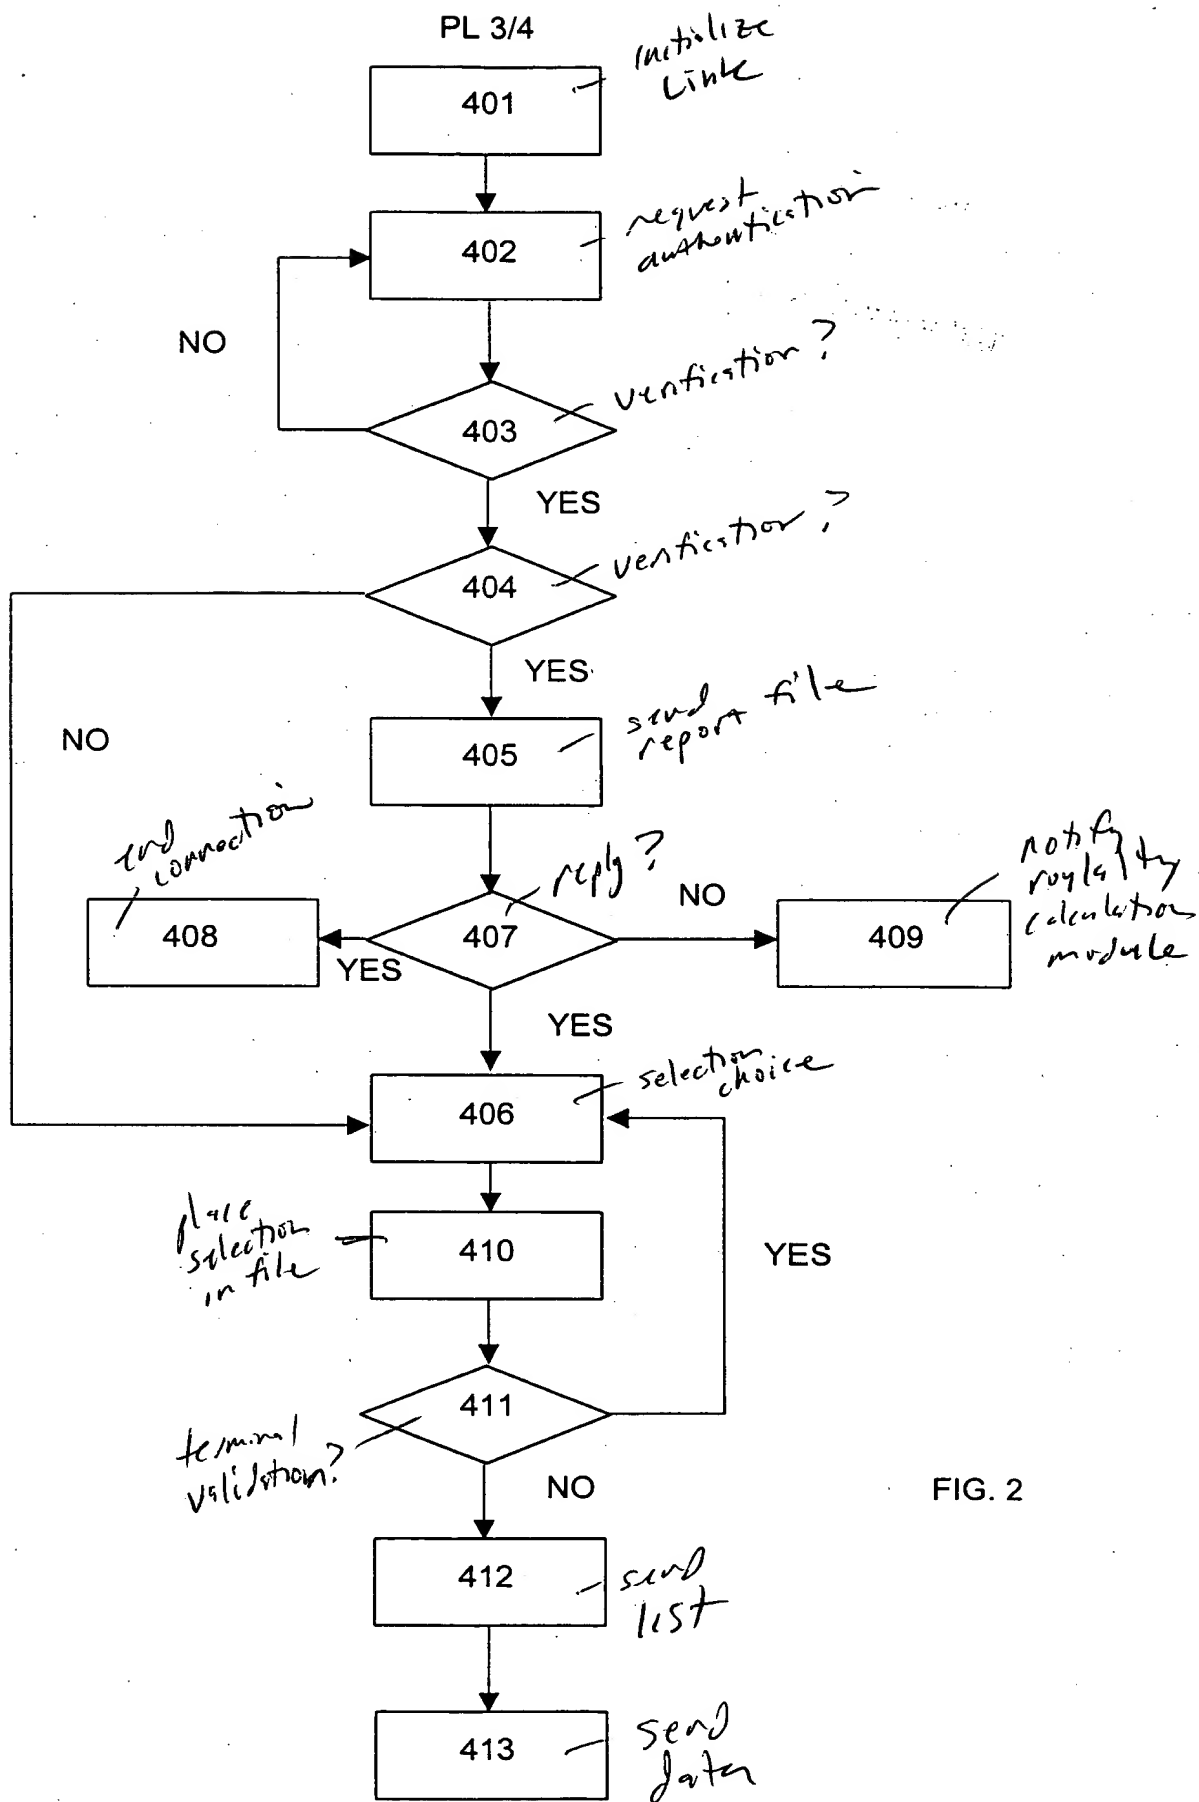 PL 3/4
initialize
Link
401
request
authentication
402
NO
verification?
403
YES
verification?
404
YES
send
report file
NO
405
end
connection
reply?
NO
notify
roylalty
calculation
module
408
YES
407
409
YES
selection
choice
406
place
selection
in file
410
YES
411
terminal
validation?
NO
FIG. 2
412
send
list
413
send
data